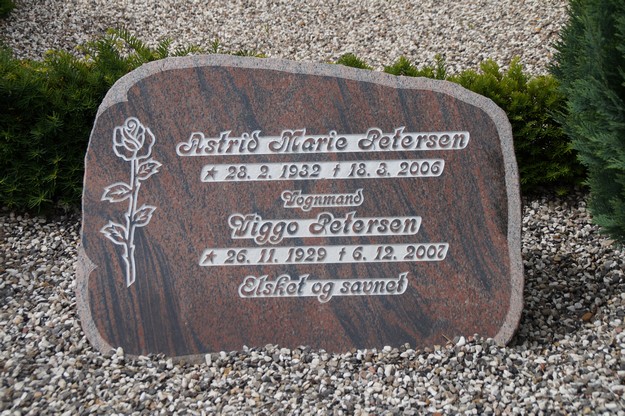 Astrid Marie Petersen
* 28. 2. 1932 † 18. 3. 2006
Vognmand
Viggo Petersen
* 26. 11. 1929 † 6. 12. 2007
Elsket og savnet